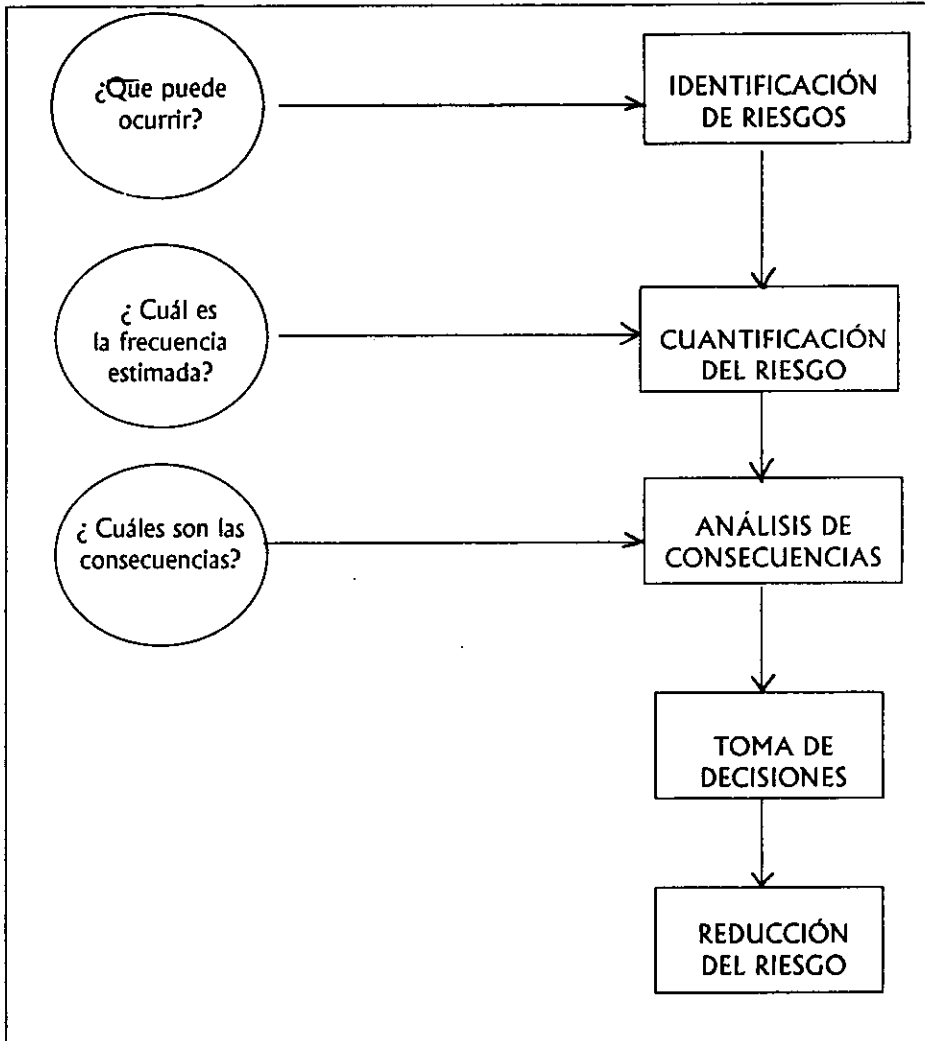 ¿Que puede
ocurrir?
IDENTIFICACIÓN
DE RIESGOS
¿ Cuál es
la frecuencia
estimada?
CUANTIFICACIÓN
DEL RIESGO
¿ Cuáles son las
consecuencias?
ANÁLISIS DE
CONSECUENCIAS
TOMA DE
DECISIONES
REDUCCIÓN
DEL RIESGO